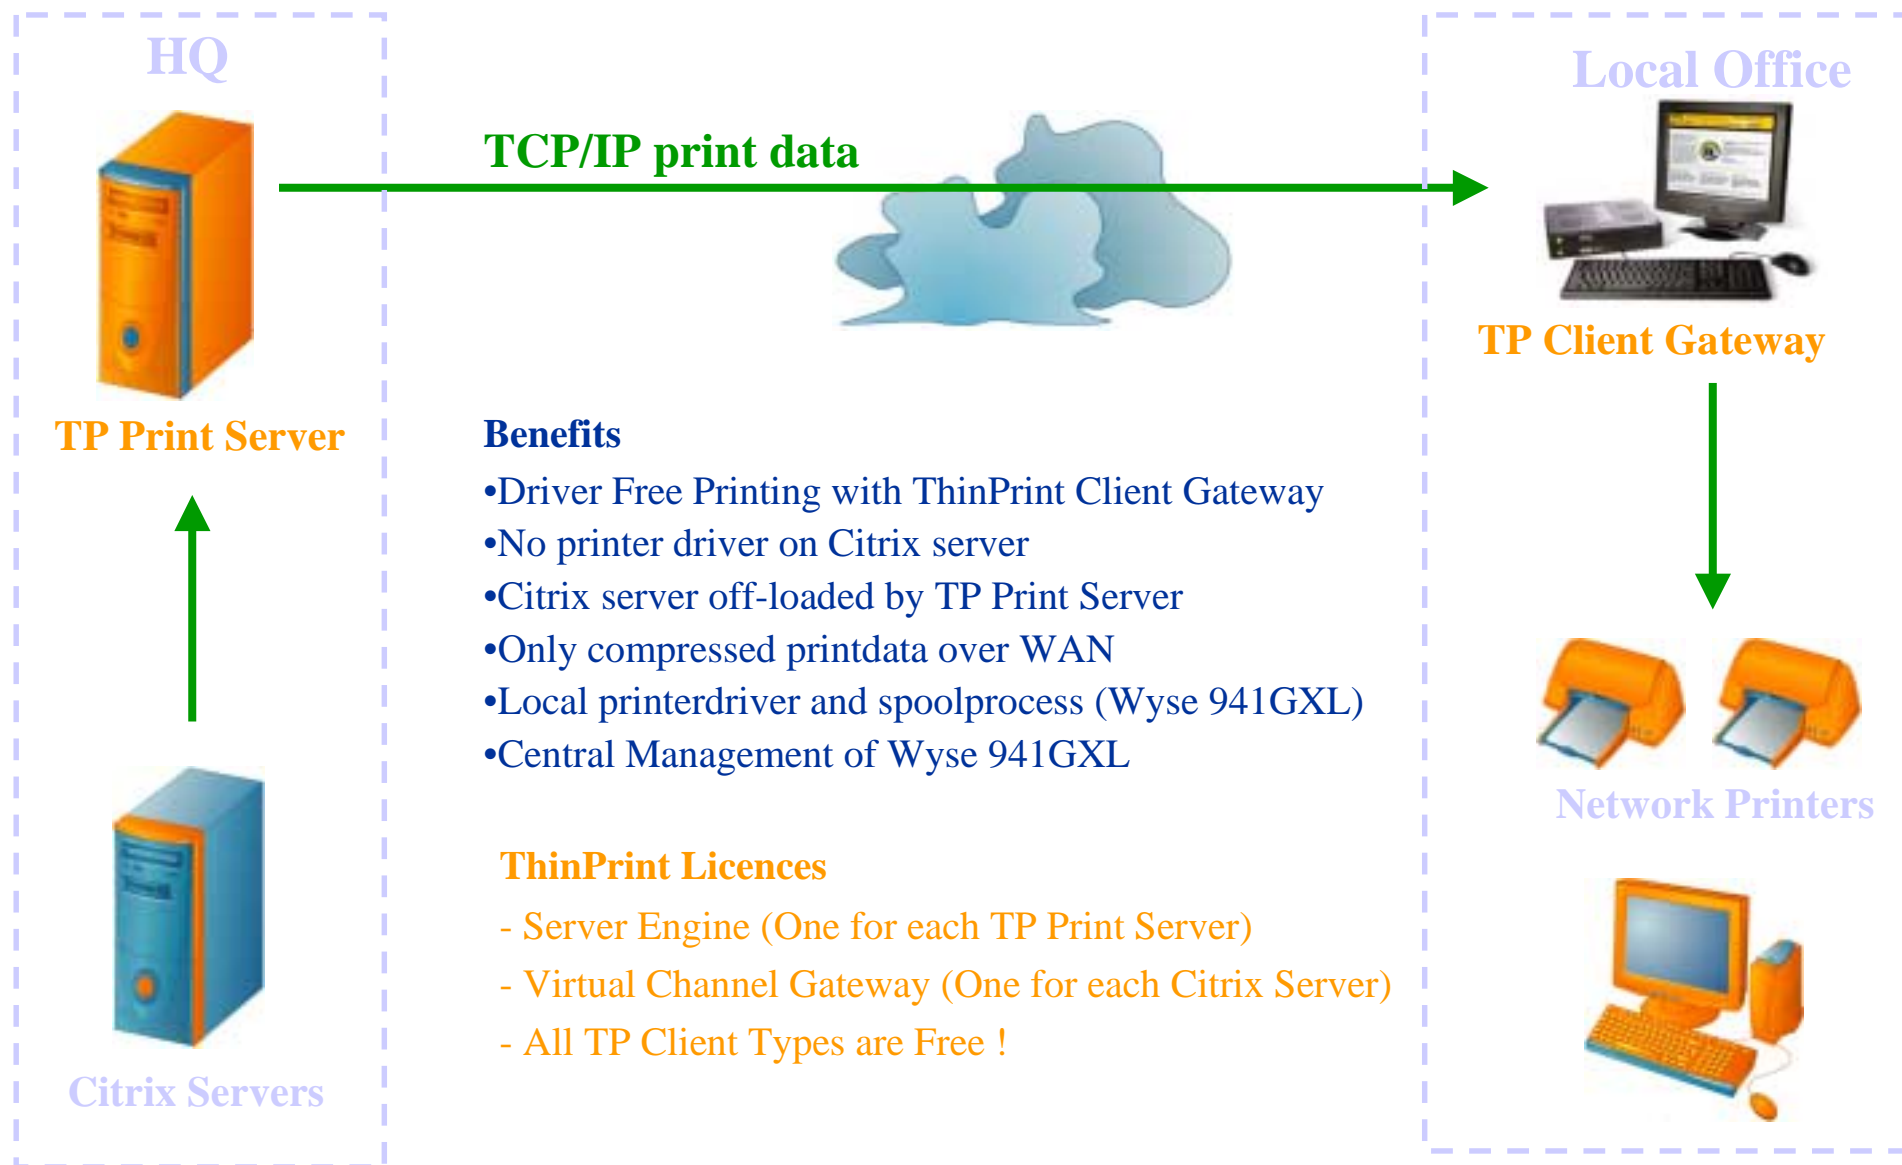 HQ
Local Office
TCP/IP print data
TP Client Gateway
TP Print Server
Benefits
•Driver Free Printing with ThinPrint Client Gateway
•No printer driver on Citrix server
•Citrix server off-loaded by TP Print Server
•Only compressed printdata over WAN
•Local printerdriver and spoolprocess (Wyse 941GXL)
•Central Management of Wyse 941GXL
Network Printers
ThinPrint Licences
- Server Engine (One for each TP Print Server)
- Virtual Channel Gateway (One for each Citrix Server)
- All TP Client Types are Free !
Citrix Servers